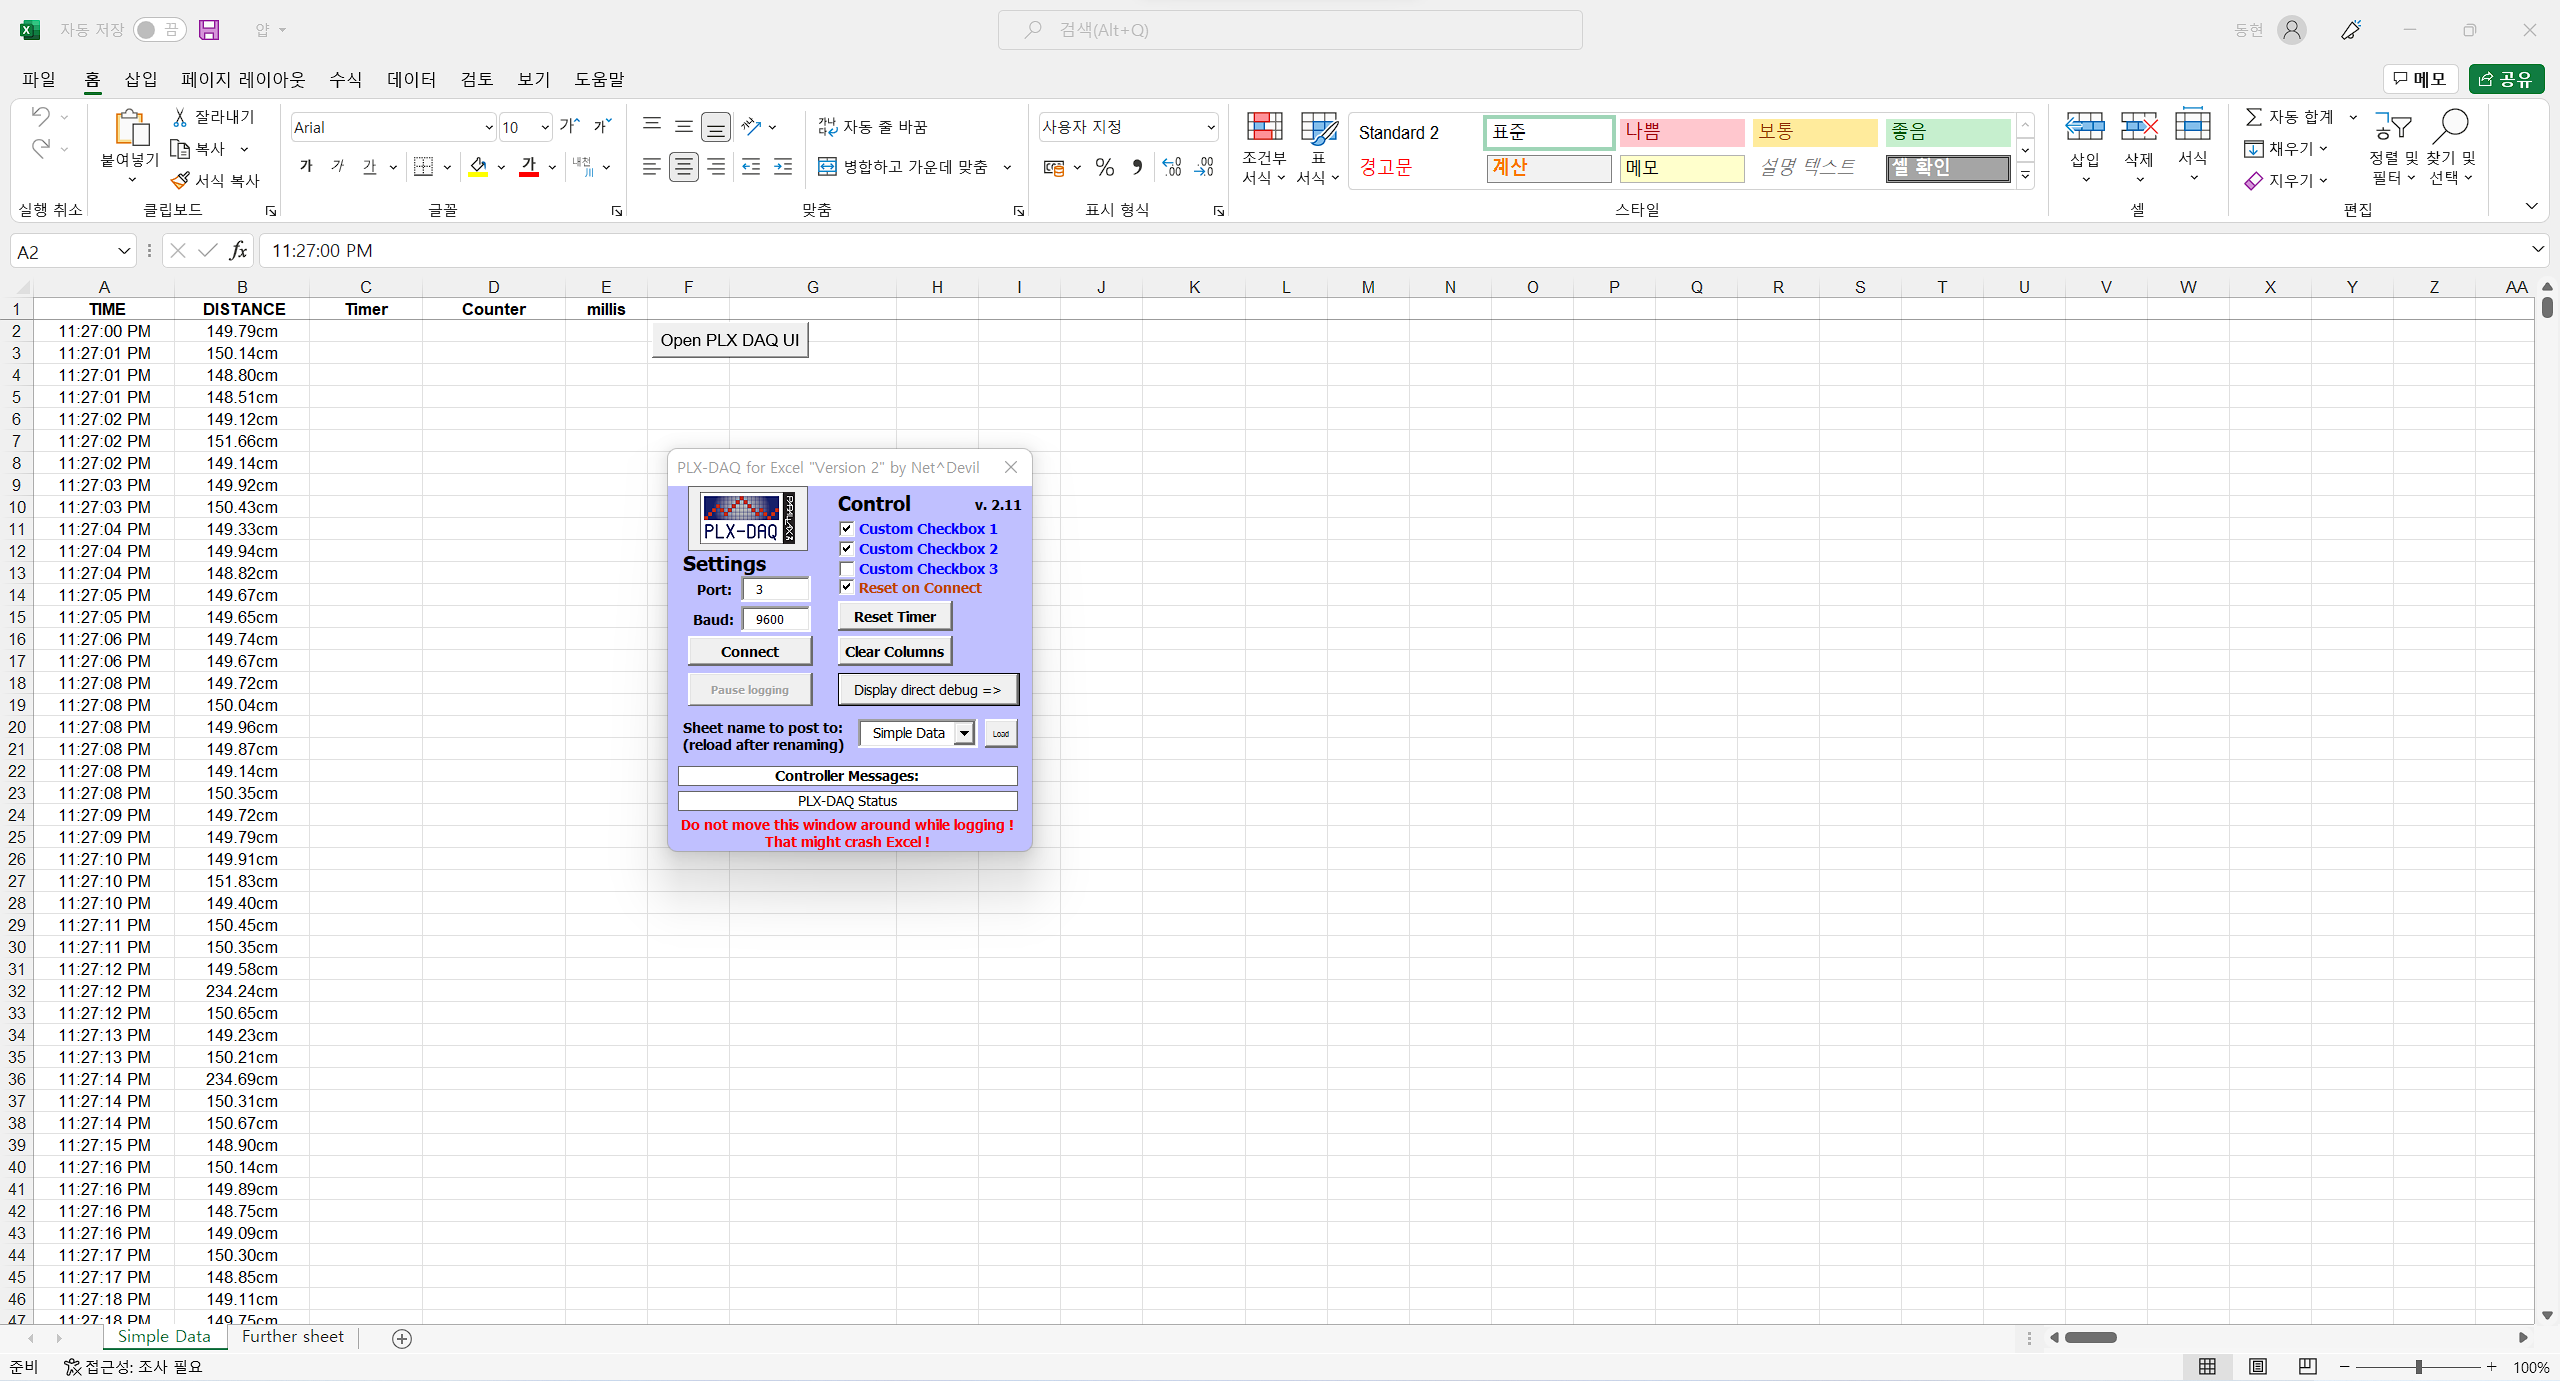 자동 저장 끔 얍 검색(Alt+Q) 동현
파일 홈 삽입 페이지 레이아웃 수식 데이터 검토 보기 도움말 메모 공유
붙여넣기 잘라내기 복사 서식 복사
Arial 10 가 가 가 가 가 가 내천
자동 줄 바꿈
병합하고 가운데 맞춤
사용자 지정
조건부 서식 표 서식
Standard 2 표준 나쁨 보통 좋음
경고문 계산 메모 설명 텍스트 셀 확인
삽입 삭제 서식
자동 합계
채우기
지우기
정렬 및 필터 찾기 및 선택
실행 취소 클립보드 글꼴 맞춤 표시 형식 스타일 셀 편집
A2 fx 11:27:00 PM
A B C D E F G H I J K L M N O P Q R S T U V W X Y Z AA
1 TIME DISTANCE Timer Counter millis
2 11:27:00 PM 149.79cm
3 11:27:01 PM 150.14cm
4 11:27:01 PM 148.80cm
5 11:27:01 PM 148.51cm
6 11:27:02 PM 149.12cm
7 11:27:02 PM 151.66cm
8 11:27:02 PM 149.14cm
9 11:27:03 PM 149.92cm
10 11:27:03 PM 150.43cm
11 11:27:04 PM 149.33cm
12 11:27:04 PM 149.94cm
13 11:27:04 PM 148.82cm
14 11:27:05 PM 149.67cm
15 11:27:05 PM 149.65cm
16 11:27:06 PM 149.74cm
17 11:27:06 PM 149.67cm
18 11:27:08 PM 149.72cm
19 11:27:08 PM 150.04cm
20 11:27:08 PM 149.96cm
21 11:27:08 PM 149.87cm
22 11:27:08 PM 149.14cm
23 11:27:08 PM 150.35cm
24 11:27:09 PM 149.72cm
25 11:27:09 PM 149.79cm
26 11:27:10 PM 149.91cm
27 11:27:10 PM 151.83cm
28 11:27:10 PM 149.40cm
29 11:27:11 PM 150.45cm
30 11:27:11 PM 150.35cm
31 11:27:12 PM 149.58cm
32 11:27:12 PM 234.24cm
33 11:27:12 PM 150.65cm
34 11:27:13 PM 149.23cm
35 11:27:13 PM 150.21cm
36 11:27:14 PM 234.69cm
37 11:27:14 PM 150.31cm
38 11:27:14 PM 150.67cm
39 11:27:15 PM 148.90cm
40 11:27:16 PM 150.14cm
41 11:27:16 PM 149.89cm
42 11:27:16 PM 148.75cm
43 11:27:16 PM 149.09cm
44 11:27:17 PM 150.30cm
45 11:27:17 PM 148.85cm
46 11:27:18 PM 149.11cm
47 11:27:18 PM 149.75cm
Open PLX DAQ UI
PLX-DAQ for Excel "Version 2" by Net^Devil
PLX-DAQ PARALLAX
Control v. 2.11
Custom Checkbox 1
Custom Checkbox 2
Custom Checkbox 3
Reset on Connect
Settings
Port: 3
Baud: 9600
Reset Timer
Connect Clear Columns
Pause logging Display direct debug =>
Sheet name to post to:
(reload after renaming)
Simple Data Load
Controller Messages:
PLX-DAQ Status
Do not move this window around while logging !
That might crash Excel !
Simple Data Further sheet
준비 접근성: 조사 필요 100%